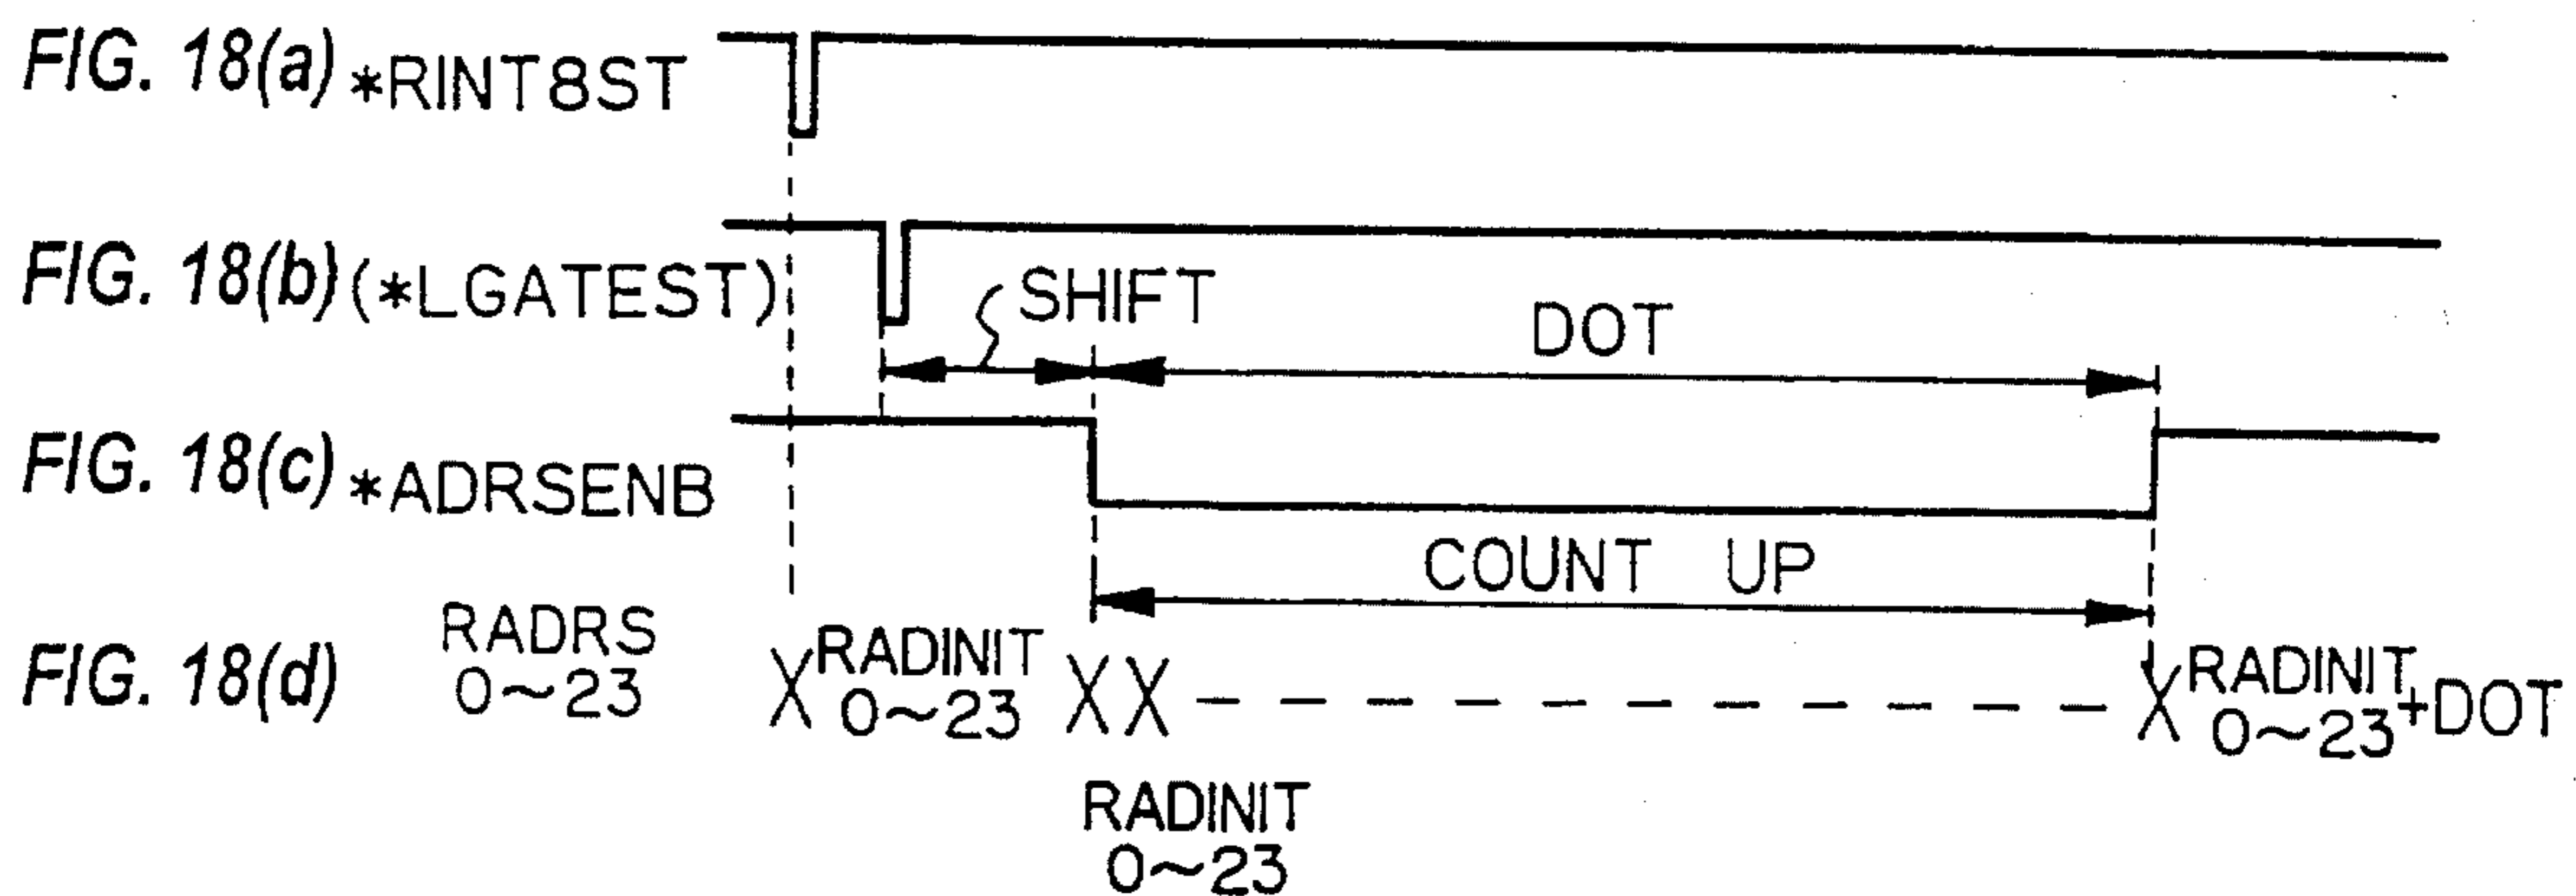 FIG. 18(a) *RINT8ST
FIG. 18(b) (*LGATEST)
SHIFT
DOT
FIG. 18(c) *ADRSENB
COUNT UP
FIG. 18(d)
RADRS
0~23
RADINIT
0~23
RADINIT
0~23
+DOT
RADINIT
0~23